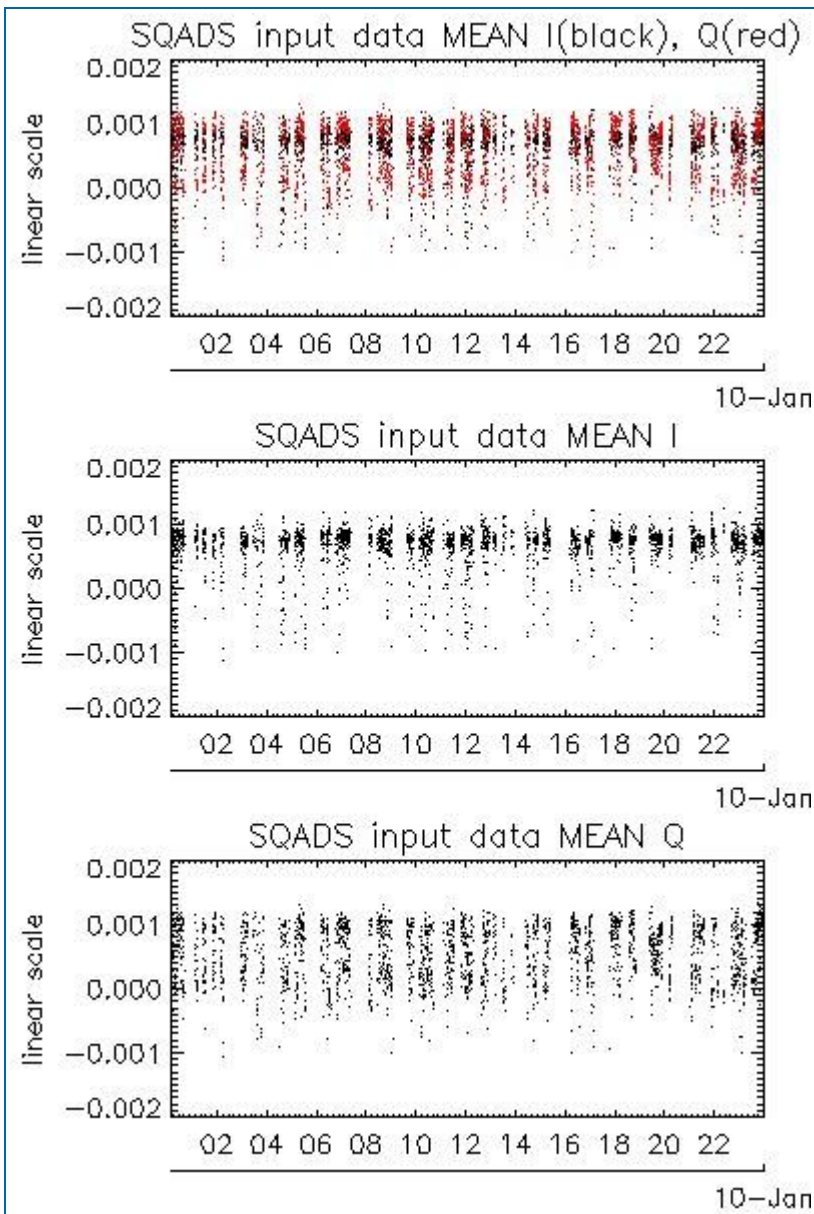 SQADS input data MEAN I(black), Q(red)
0.002
0.001
0.000
−0.001
−0.002
linear scale
02 04 06 08 10 12 14 16 18 20 22
10-Jan
SQADS input data MEAN I
0.002
0.001
0.000
−0.001
−0.002
linear scale
02 04 06 08 10 12 14 16 18 20 22
10-Jan
SQADS input data MEAN Q
0.002
0.001
0.000
−0.001
−0.002
linear scale
02 04 06 08 10 12 14 16 18 20 22
10-Jan